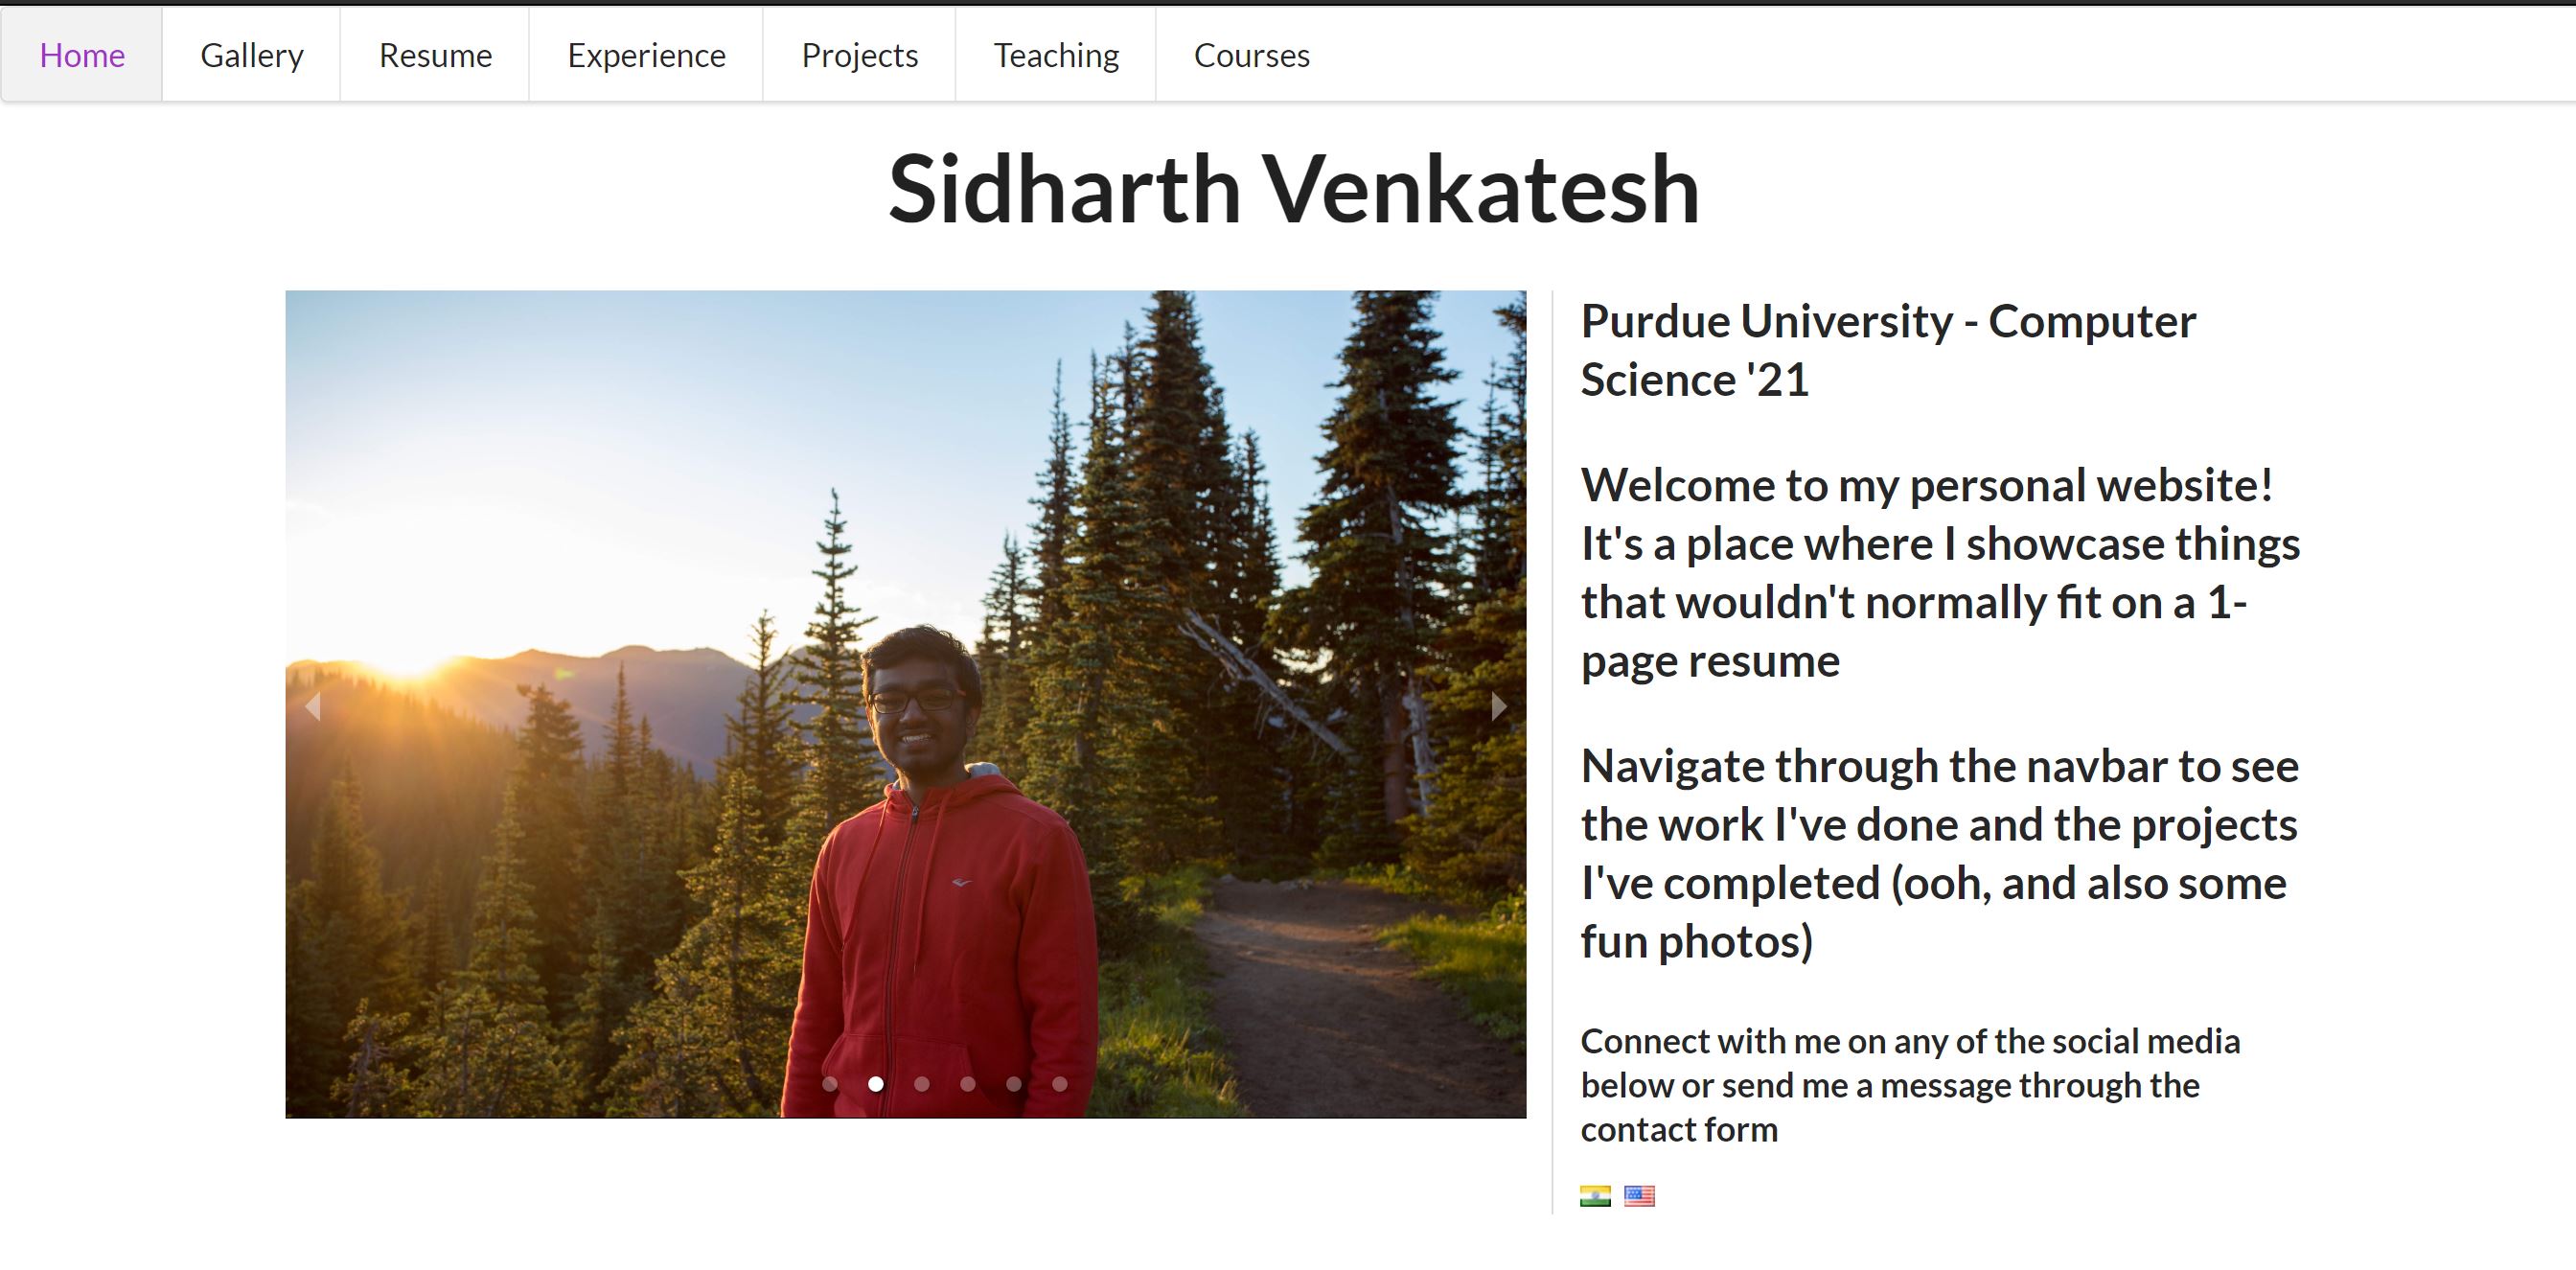 Home Gallery Resume Experience Projects Teaching Courses
Sidharth Venkatesh
Purdue University - Computer
Science '21
Welcome to my personal website!
It's a place where I showcase things
that wouldn't normally fit on a 1-
page resume
Navigate through the navbar to see
the work I've done and the projects
I've completed (ooh, and also some
fun photos)
Connect with me on any of the social media
below or send me a message through the
contact form